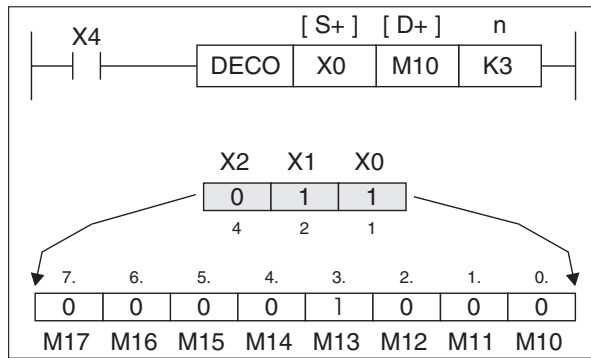 [ S+ ] [ D+ ] n
X4
DECO X0 M10 K3
X2 X1 X0
0 1 1
4 2 1
7. 6. 5. 4. 3. 2. 1. 0.
0 0 0 0 1 0 0 0
M17 M16 M15 M14 M13 M12 M11 M10